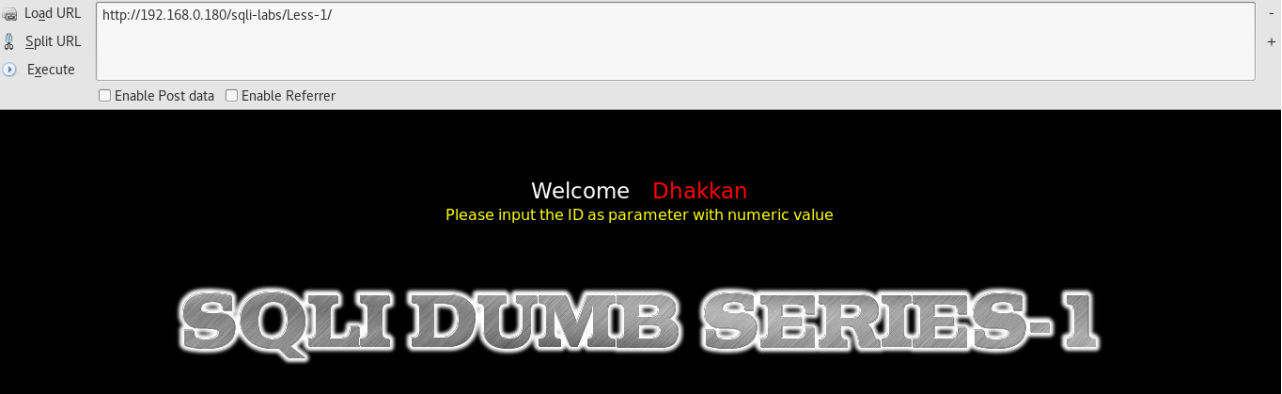 Load URL http://192.168.0.180/sqli-labs/Less-1/ -
Split URL +
Execute
Enable Post data Enable Referrer
Welcome Dhakkan
Please input the ID as parameter with numeric value
SQLI DUMB SERIES-1